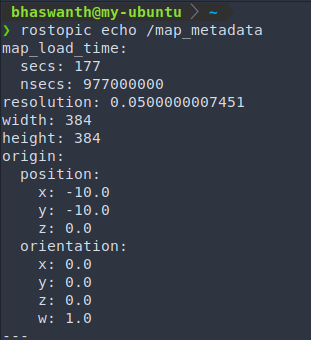 bhaswanth@my-ubuntu ~
❯ rostopic echo /map_metadata
map_load_time:
  secs: 177
  nsecs: 977000000
resolution: 0.0500000007451
width: 384
height: 384
origin:
  position:
    x: -10.0
    y: -10.0
    z: 0.0
  orientation:
    x: 0.0
    y: 0.0
    z: 0.0
    w: 1.0
---